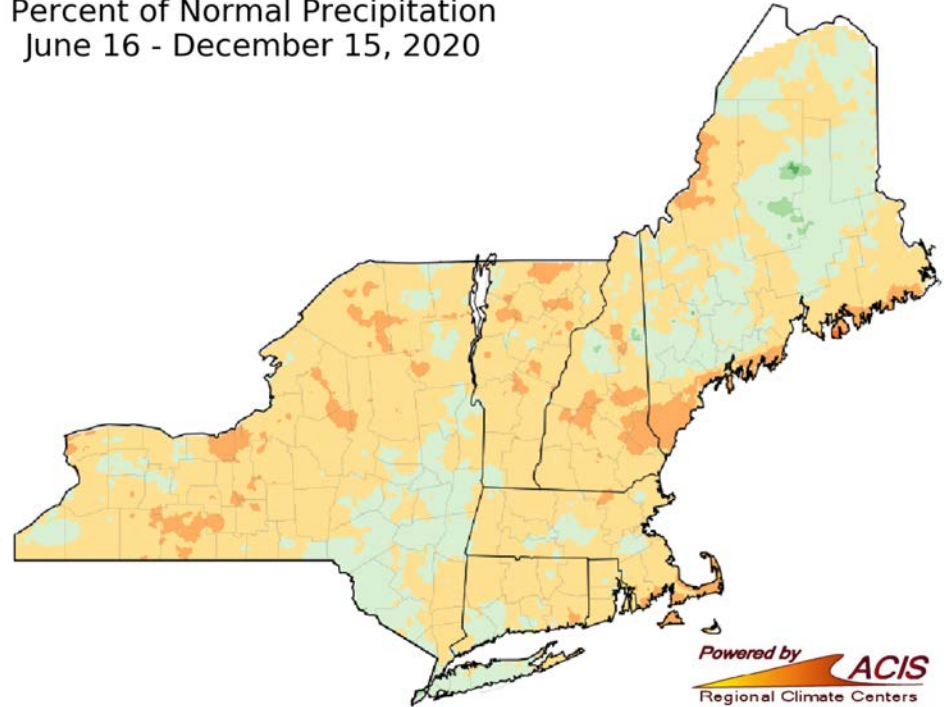 Percent of Normal Precipitation
June 16 - December 15, 2020
Powered by
ACIS
Regional Climate Centers